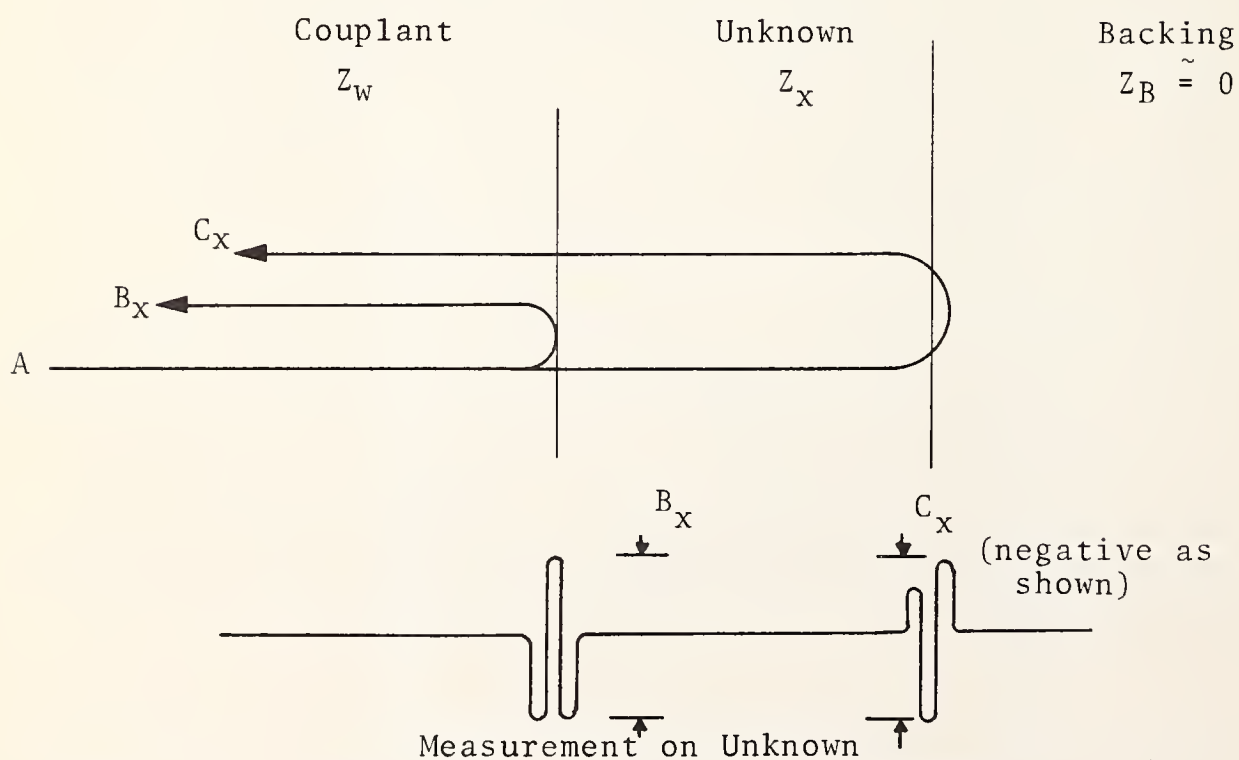 Couplant Unknown Backing
Z_w Z_x Z_B ≅ 0
C_x
B_x
A
B_x C_x
(negative as
shown)
Measurement on Unknown